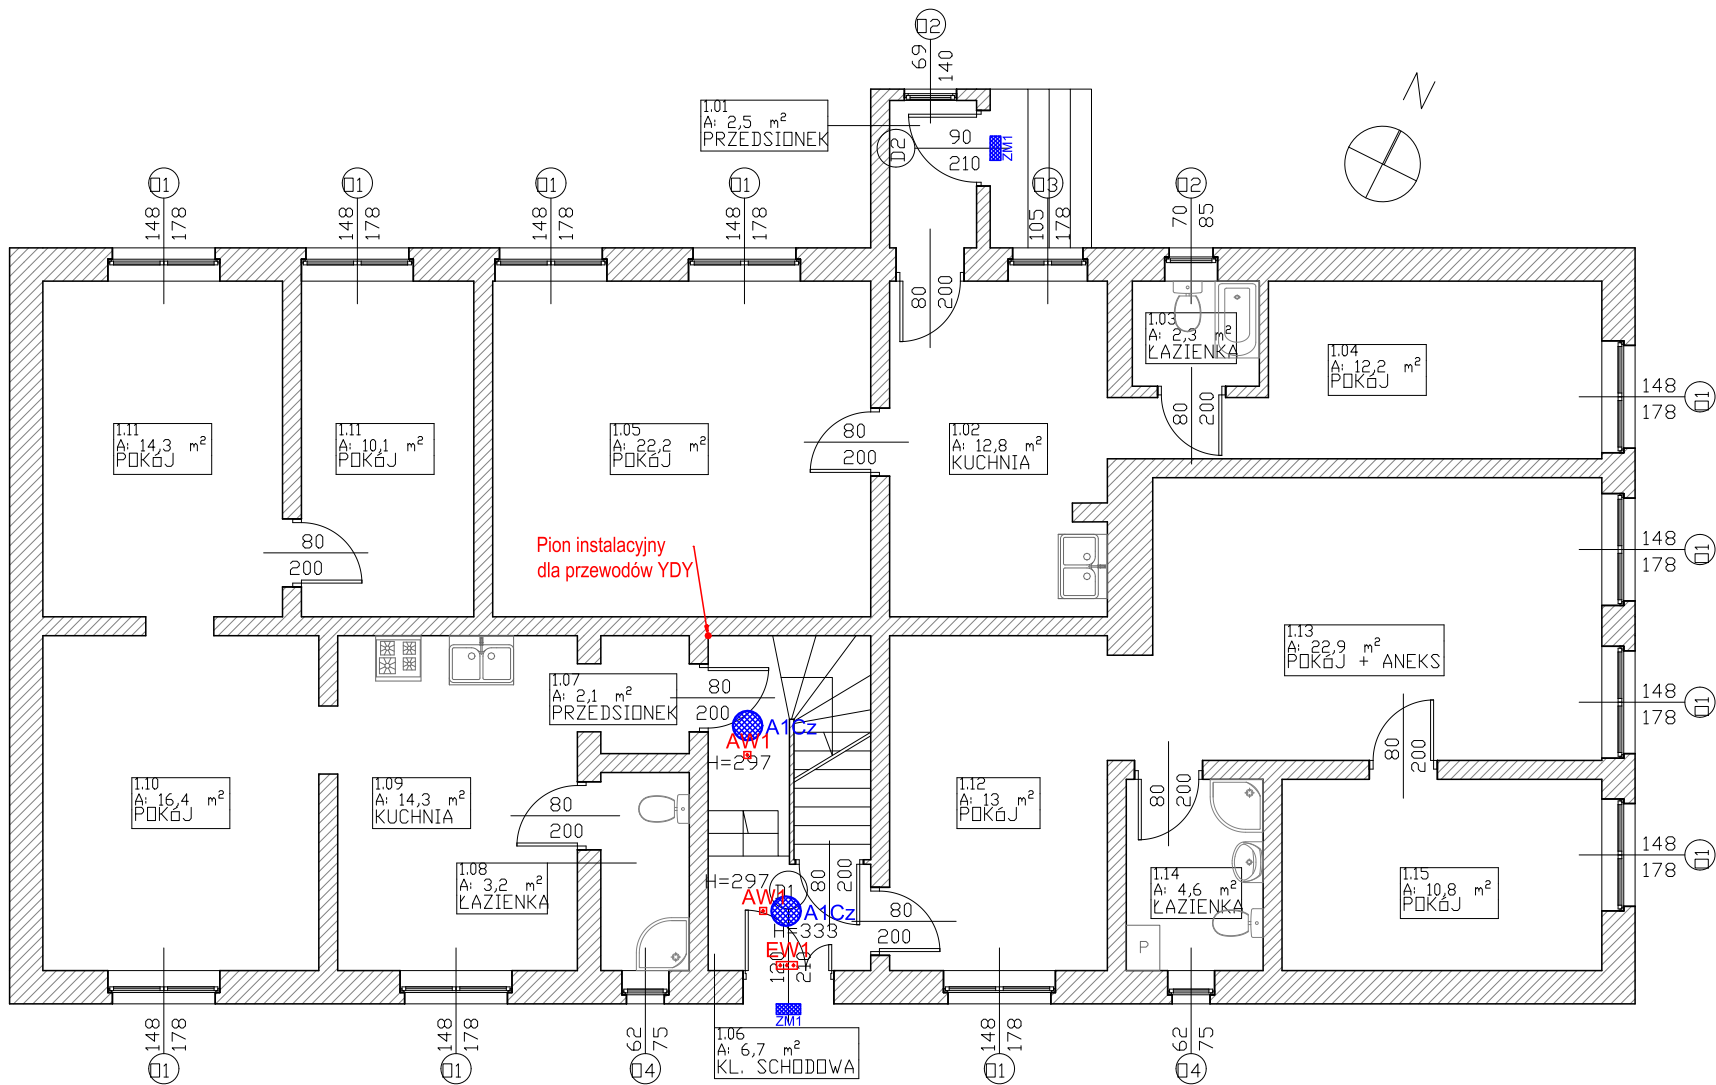 O2
69
140
N
1.01
A: 2,5 m²
PRZEDSIONEK
D2
90
210
ZM1
O1
148
178
O1
148
178
O1
148
178
O1
148
178
O3
105
178
O2
70
85
80
200
1.03
A: 2,3 m²
ŁAZIENKA
1.04
A: 12,2 m²
POKÓJ
148
178
O1
80
200
1.11
A: 14,3 m²
POKÓJ
1.11
A: 10,1 m²
POKÓJ
1.05
A: 22,2 m²
POKÓJ
80
200
1.02
A: 12,8 m²
KUCHNIA
80
200
Pion instalacyjny
dla przewodów YDY
148
178
O1
1.13
A: 22,9 m²
POKÓJ + ANEKS
1.07
A: 2,1 m²
PRZEDSIONEK
80
200
A1Cz
AW1
H=297
148
178
O1
80
200
80
200
1.10
A: 16,4 m²
POKÓJ
1.09
A: 14,3 m²
KUCHNIA
80
200
1.12
A: 13 m²
POKÓJ
1.08
A: 3,2 m²
ŁAZIENKA
H=297
D1
AW1
A1Cz
H=333
EW1
210
80
200
80
200
1.14
A: 4,6 m²
ŁAZIENKA
P
1.15
A: 10,8 m²
POKÓJ
148
178
O1
ZM1
1.06
A: 6,7 m²
KL. SCHODOWA
148
178
O1
148
178
O1
62
75
O4
148
178
O1
62
75
O4